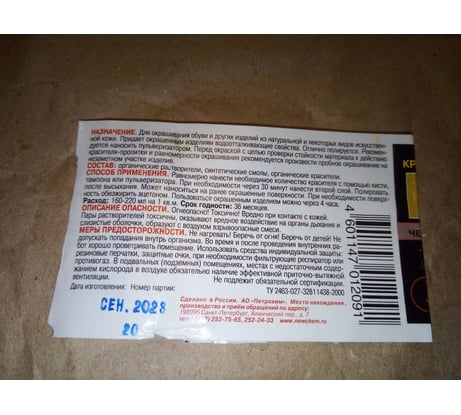 НАЗНАЧЕНИЕ. Для окрашивания обуви и других изделий из натуральной и некоторых видов искусствен-
ной кожи. Придает окрашенным изделиям водоотталкивающие свойства. Отлично полируется. Рекомен-
дуется наносить пульверизатором. Перед окраской с целью проверки стойкости материала к действию
красителя-пропитки и равномерности окрашивания рекомендуется произвести пробное окрашивание на
незаметном участке изделия.
СОСТАВ: органические растворители, синтетические смолы, органические красители.
СПОСОБ ПРИМЕНЕНИЯ. Равномерно нанести необходимое количество красителя с помощью кисти,
тампона или пульверизатора. При необходимости через 30 минут нанести второй слой. Полировать
после высыхания. Может наноситься на ранее окрашенные поверхности. При необходимости снять или
обезжирить ацетоном. Пользоваться окрашенным изделием можно через 4 часа.
Расход: 160-220 мл на 1 кв.м. Срок годности: 36 месяцев.
ОПИСАНИЕ ОПАСНОСТИ. Огнеопасно! Токсично! Вредно при контакте с кожей.
Пары растворителей токсичны, оказывают вредное воздействие на органы дыхания и
слизистые оболочки, образуют с воздухом взрывоопасные смеси.
МЕРЫ ПРЕДОСТОРОЖНОСТИ. Не нагревать! Беречь от огня! Беречь от детей! Не
допускать попадания внутрь организма. Во время и после проведения внутренних ра-
бот хорошо проветривать помещение. Использовать средства индивидуальной защиты:
резиновые перчатки, защитные очки, при необходимости фильтрующие респиратор или
противогаз. В подвальных (подземных) помещениях, местах с недостаточным содер-
жанием кислорода в воздухе обязательно наличие эффективной приточно-вытяжной
вентиляции. Не подлежит обязательной сертификации.
Дата изготовления: Номер партии: ТУ 2463-027-32811438-2000
СЕН. 2028
20
Сделано в России. АО «Петрохим». Место нахождения,
производство и приём обращений по адресу:
198095 Санкт-Петербург, Химический пер., д. 7
2) 252-75-65, 252-24-33 www.newchem.ru
4 601147 012091
КР
ЧЕ